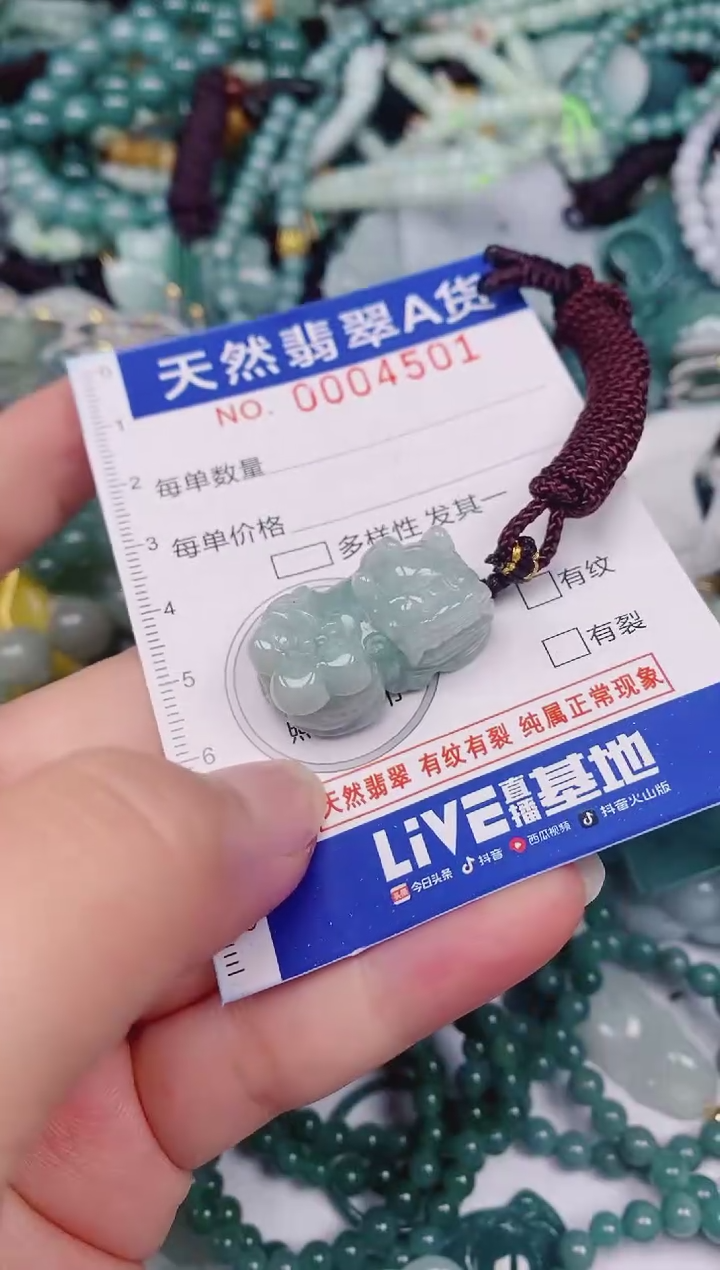 天然翡翠A货
NO. 0004501
0
1
2
每单数量
3
每单价格
多样性 发其一
4
有纹
5
有裂
6
天然翡翠 有纹有裂 纯属正常现象
LiVE直播基地
今日头条 抖音 西瓜视频 抖音火山版